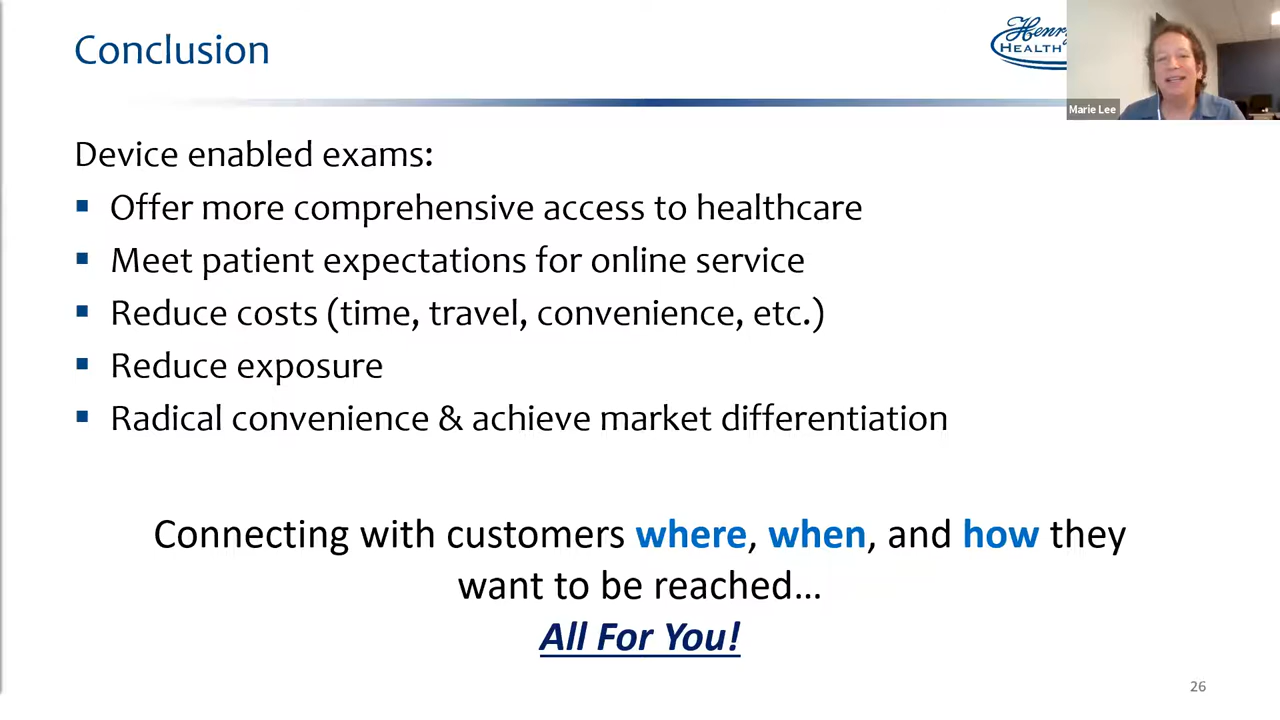 Conclusion
Henry
HEALTH
Marie Lee
Device enabled exams:
▪ Offer more comprehensive access to healthcare
▪ Meet patient expectations for online service
▪ Reduce costs (time, travel, convenience, etc.)
▪ Reduce exposure
▪ Radical convenience & achieve market differentiation
Connecting with customers where, when, and how they
want to be reached...
All For You!
26